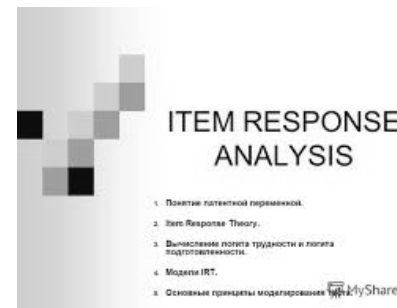 ITEM RESPONSE
ANALYSIS
1. Понятие латентной переменной.
2. Item Response Theory.
3. Вычисление логита трудности и логита
подготовленности.
4. Модели IRT.
5. Основные принципы моделирования теста.
MyShare